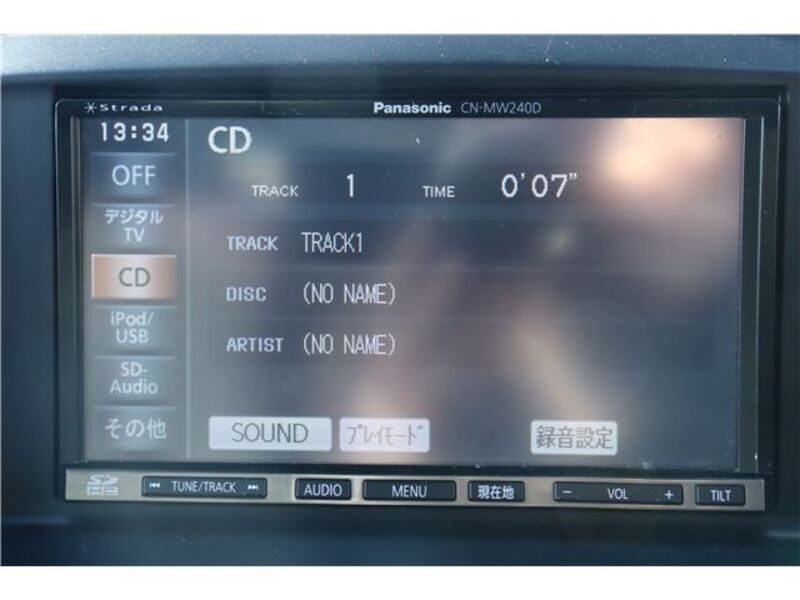 Strada Panasonic CN-MW240D
13:34
CD
OFF
TRACK 1 TIME 0'07"
デジタル
TV
TRACK TRACK1
CD
DISC (NO NAME)
iPod/
USB
ARTIST (NO NAME)
SD-
Audio
その他
SOUND ﾌﾟﾚｲﾓｰﾄﾞ 録音設定
SD HC TUNE/TRACK AUDIO MENU 現在地 − VOL + TILT